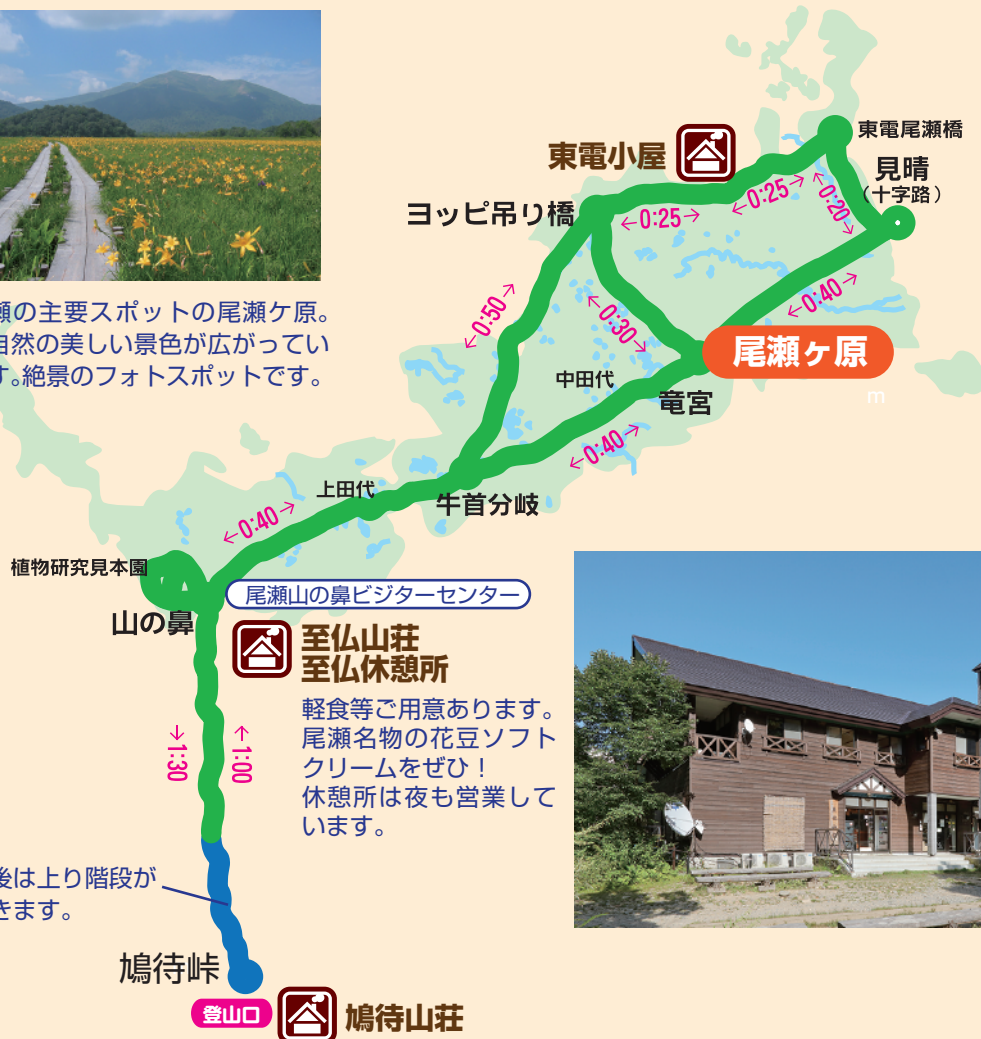 東電尾瀬橋
東電小屋
見晴
(十字路)
ヨッピ吊り橋
←0:25→
←0:25→
←0:20→
←0:50→
←0:30→
←0:40→
瀬の主要スポットの尾瀬ケ原。
自然の美しい景色が広がってい
す。絶景のフォトスポットです。
尾瀬ヶ原
m
中田代
竜宮
←0:40→
上田代
牛首分岐
←0:40→
植物研究見本園
山の鼻
尾瀬山の鼻ビジターセンター
至仏山荘
至仏休憩所
軽食等ご用意あります。
尾瀬名物の花豆ソフト
クリームをぜひ！
休憩所は夜も営業して
います。
←1:00
1:30→
後は上り階段が
きます。
鳩待峠
登山口
鳩待山荘